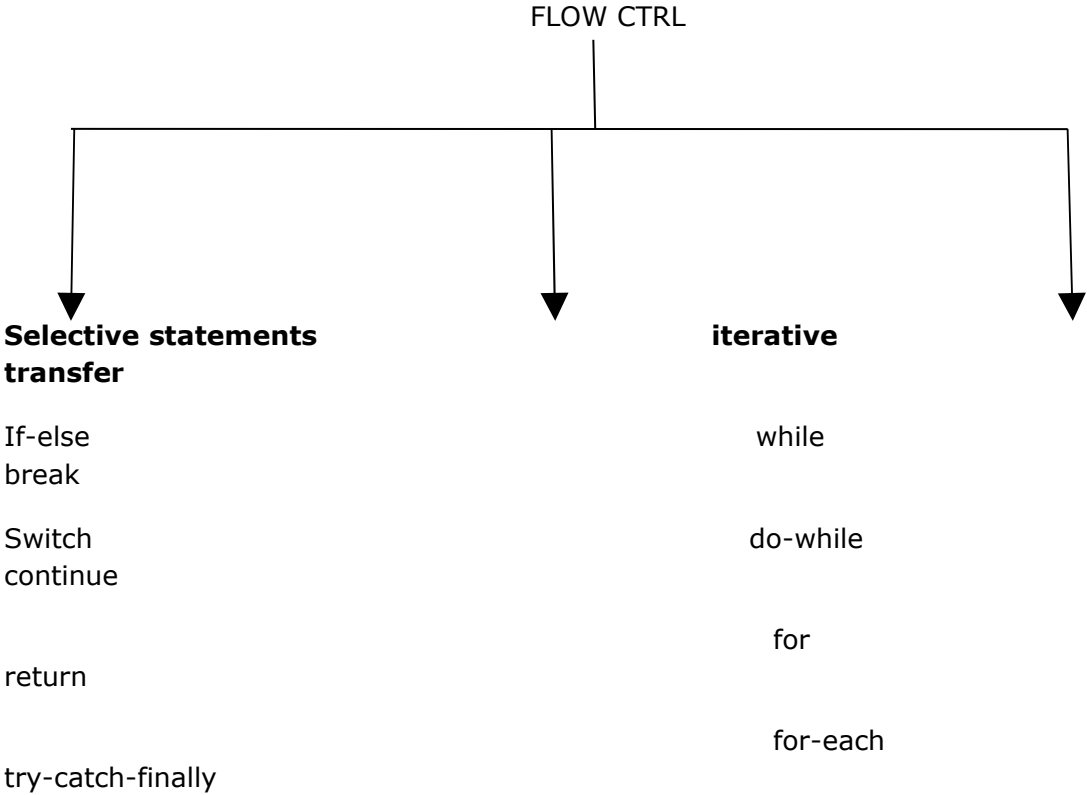 FLOW CTRL
Selective statements iterative
transfer
If-else while
break
Switch do-while
continue
for
return
for-each
try-catch-finally